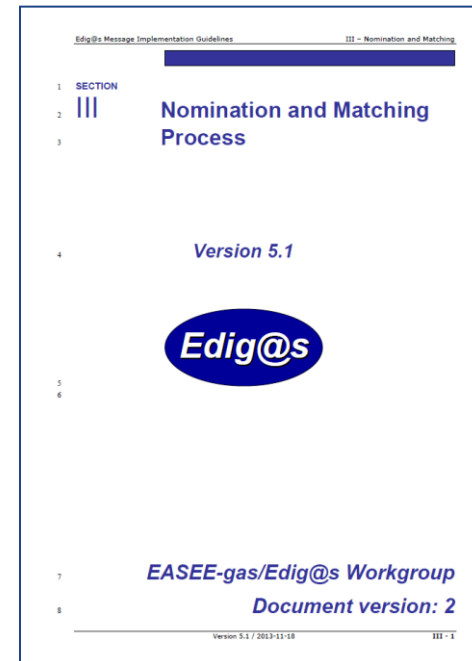 Edig@s Message Implementation Guidelines III – Nomination and Matching
1 SECTION
2 III Nomination and Matching
3 Process
4 Version 5.1
Edig@s
5
6
7 EASEE-gas/Edig@s Workgroup
8 Document version: 2
Version 5.1 / 2013-11-18 III - 1